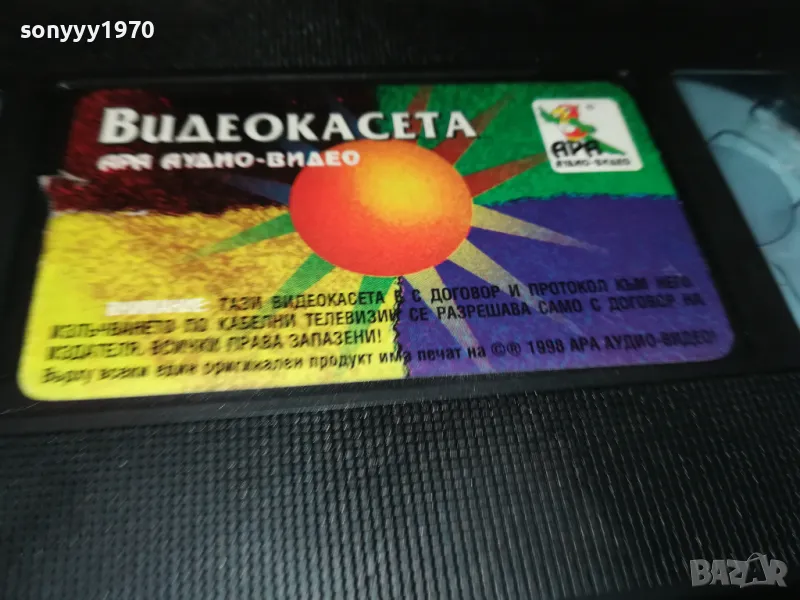 sonyyy1970
ВИДЕОКАСЕТА
АРА АУДИО-ВИДЕО
АРА
АУДИО-ВИДЕО
ВНИМАНИЕ: ТАЗИ ВИДЕОКАСЕТА Е С ДОГОВОР И ПРОТОКОЛ КЪМ НЕГО.
ИЗЛЪЧВАНЕТО ПО КАБЕЛНИ ТЕЛЕВИЗИИ СЕ РАЗРЕШАВА САМО С ДОГОВОР НА
ИЗДАТЕЛЯ. ВСИЧКИ ПРАВА ЗАПАЗЕНИ!
Върху всеки един оригинален продукт има печат на ©® 1998 АРА АУДИО-ВИДЕО!
BAZAR